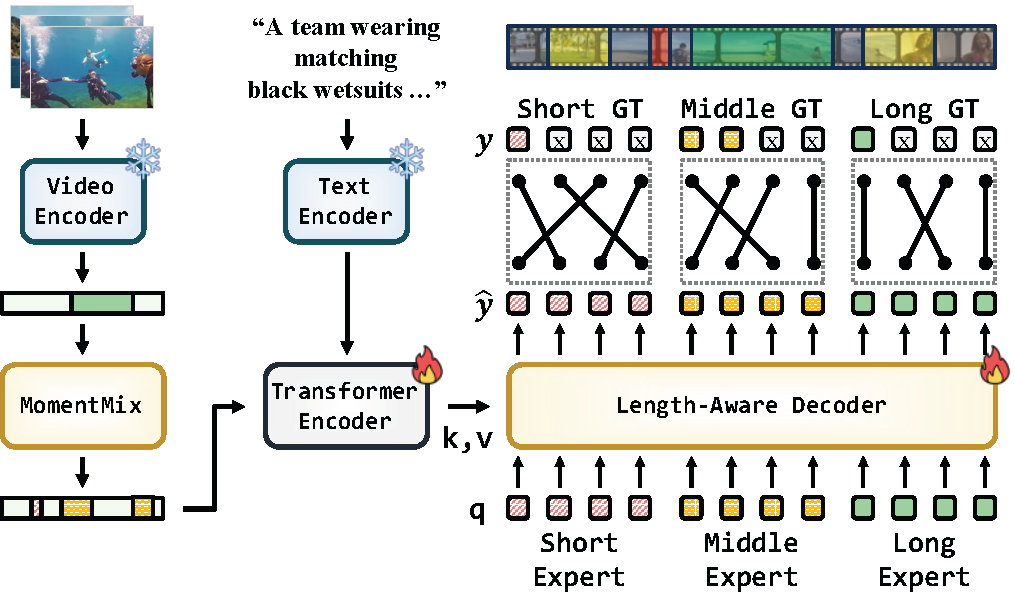 “A team wearing
matching
black wetsuits …”
Video
Encoder
Text
Encoder
MomentMix
Transformer
Encoder
k,v
Short GT
Middle GT
Long GT
y
x x x
x x
x x x
ŷ
Length-Aware Decoder
q
Short
Expert
Middle
Expert
Long
Expert